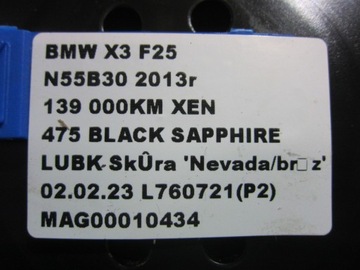 BMW X3 F25
N55B30 2013r
139 000KM XEN
475 BLACK SAPPHIRE
LUBK-SkÛra 'Nevada/br□z'
02.02.23 L760721(P2)
MAG00010434